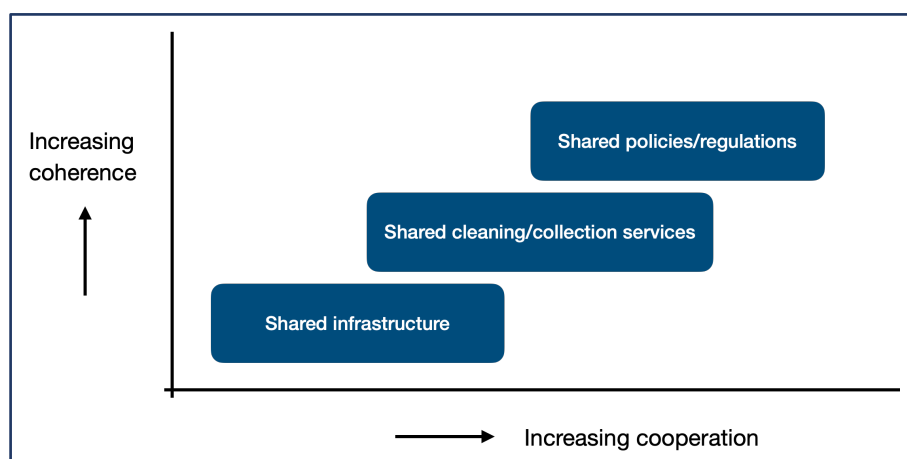 Increasing
coherence
Shared policies/regulations
Shared cleaning/collection services
Shared infrastructure
Increasing cooperation